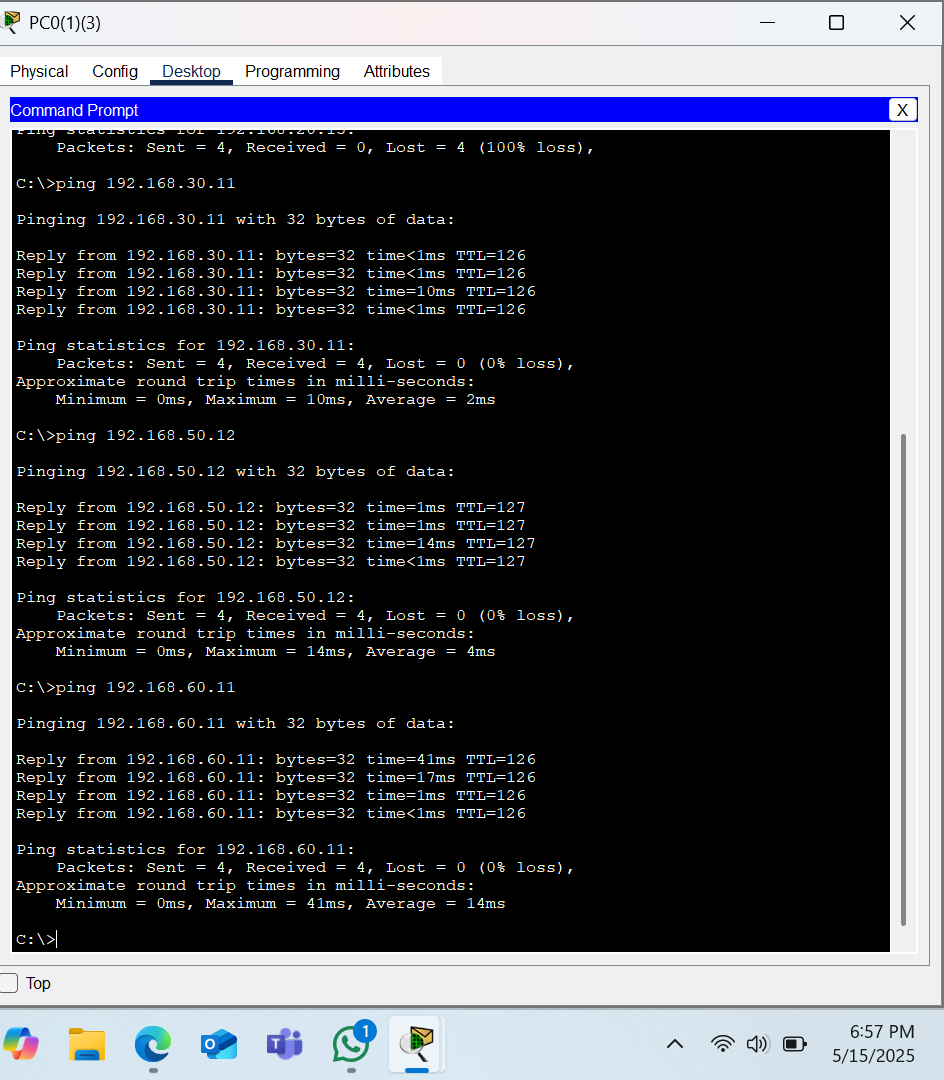 PC0(1)(3)
Physical Config Desktop Programming Attributes
Command Prompt X
Ping statistics for 192.168.20.13:
Packets: Sent = 4, Received = 0, Lost = 4 (100% loss),
C:\>ping 192.168.30.11
Pinging 192.168.30.11 with 32 bytes of data:
Reply from 192.168.30.11: bytes=32 time<1ms TTL=126
Reply from 192.168.30.11: bytes=32 time<1ms TTL=126
Reply from 192.168.30.11: bytes=32 time=10ms TTL=126
Reply from 192.168.30.11: bytes=32 time<1ms TTL=126
Ping statistics for 192.168.30.11:
Packets: Sent = 4, Received = 4, Lost = 0 (0% loss),
Approximate round trip times in milli-seconds:
Minimum = 0ms, Maximum = 10ms, Average = 2ms
C:\>ping 192.168.50.12
Pinging 192.168.50.12 with 32 bytes of data:
Reply from 192.168.50.12: bytes=32 time=1ms TTL=127
Reply from 192.168.50.12: bytes=32 time=1ms TTL=127
Reply from 192.168.50.12: bytes=32 time=14ms TTL=127
Reply from 192.168.50.12: bytes=32 time<1ms TTL=127
Ping statistics for 192.168.50.12:
Packets: Sent = 4, Received = 4, Lost = 0 (0% loss),
Approximate round trip times in milli-seconds:
Minimum = 0ms, Maximum = 14ms, Average = 4ms
C:\>ping 192.168.60.11
Pinging 192.168.60.11 with 32 bytes of data:
Reply from 192.168.60.11: bytes=32 time=41ms TTL=126
Reply from 192.168.60.11: bytes=32 time=17ms TTL=126
Reply from 192.168.60.11: bytes=32 time=1ms TTL=126
Reply from 192.168.60.11: bytes=32 time<1ms TTL=126
Ping statistics for 192.168.60.11:
Packets: Sent = 4, Received = 4, Lost = 0 (0% loss),
Approximate round trip times in milli-seconds:
Minimum = 0ms, Maximum = 41ms, Average = 14ms
C:\>
Top
1
6:57 PM
5/15/2025